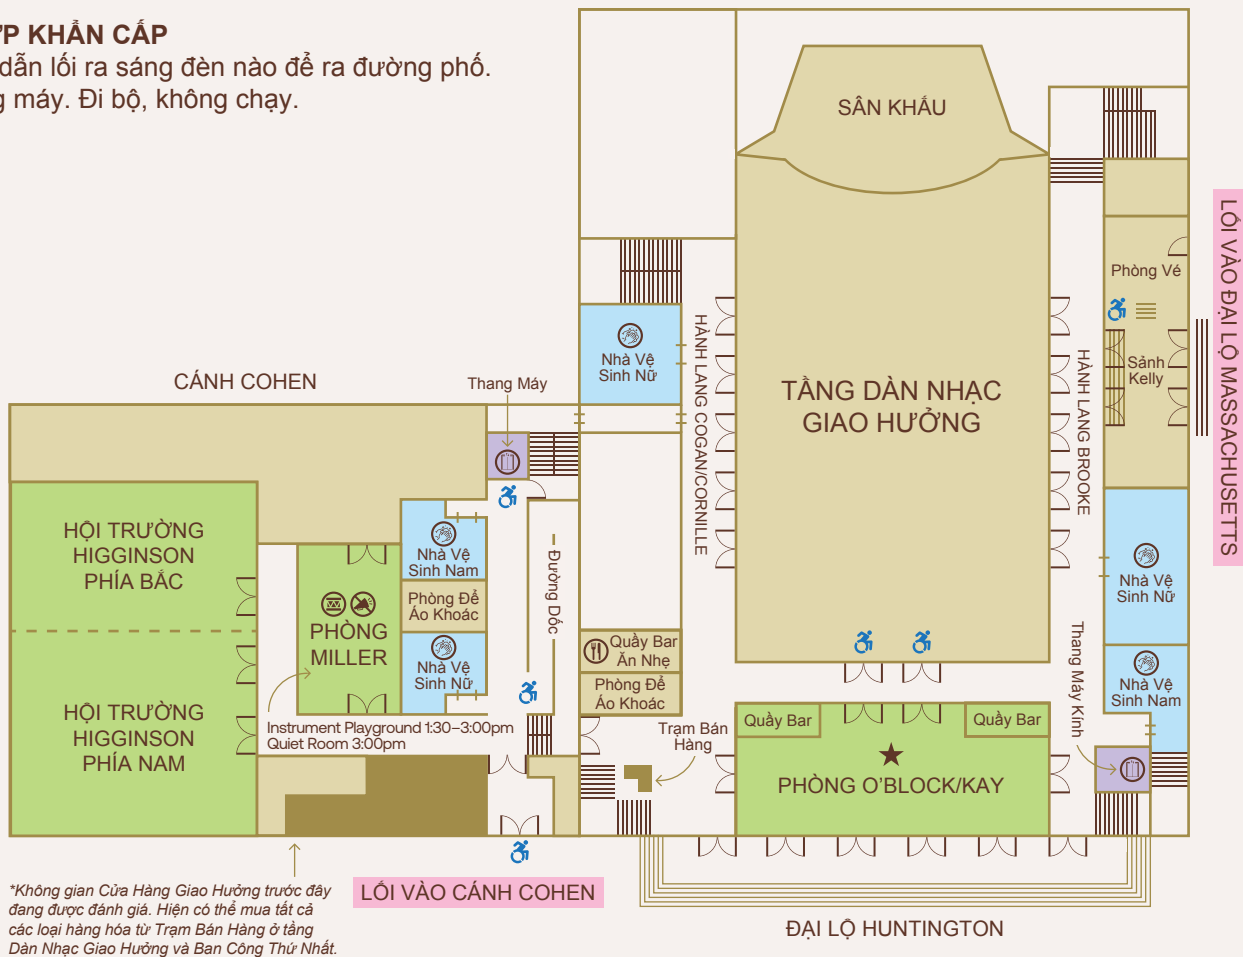 ỢP KHẨN CẤP
dẫn lối ra sáng đèn nào để ra đường phố.
g máy. Đi bộ, không chạy.
SÂN KHẤU
LỐI VÀO ĐẠI LỘ MASSACHUSETTS
Phòng Vé
Sảnh
Kelly
Nhà Vệ
Sinh Nữ
HÀNH LANG COGAN/CORNILLE
TẦNG DÀN NHẠC
GIAO HƯỞNG
HÀNH LANG BROOKE
CÁNH COHEN
Thang Máy
HỘI TRƯỜNG
HIGGINSON
PHÍA BẮC
Nhà Vệ
Sinh Nam
Phòng Để
Áo Khoác
PHÒNG
MILLER
Nhà Vệ
Sinh Nữ
Đường Dốc
Quầy Bar
Ăn Nhẹ
Phòng Để
Áo Khoác
Nhà Vệ
Sinh Nữ
Nhà Vệ
Sinh Nam
Thang Máy Kính
HỘI TRƯỜNG
HIGGINSON
PHÍA NAM
Instrument Playground 1:30–3:00pm
Quiet Room 3:00pm
Trạm Bán
Hàng
Quầy Bar
Quầy Bar
PHÒNG O'BLOCK/KAY
*Không gian Cửa Hàng Giao Hưởng trước đây
đang được đánh giá. Hiện có thể mua tất cả
các loại hàng hóa từ Trạm Bán Hàng ở tầng
Dàn Nhạc Giao Hưởng và Ban Công Thứ Nhất.
LỐI VÀO CÁNH COHEN
ĐẠI LỘ HUNTINGTON